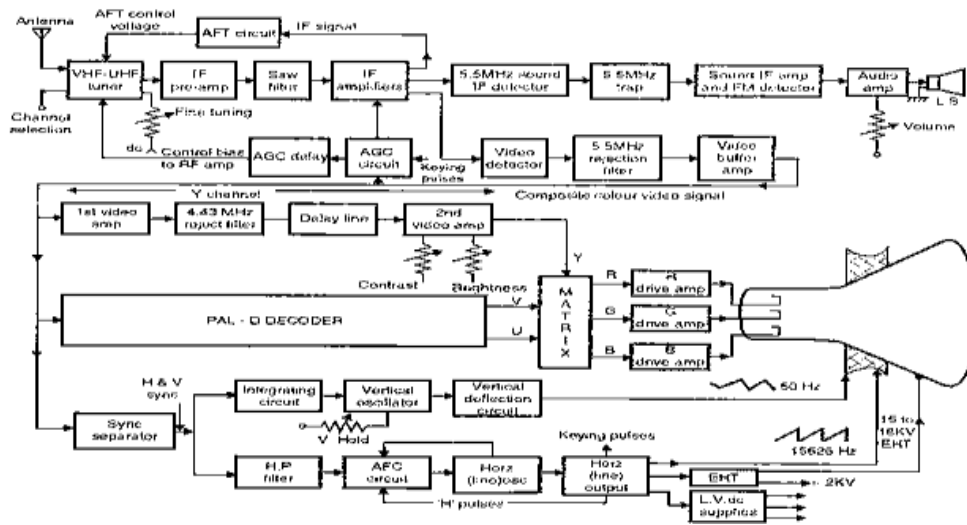 Antenna
AFT control
voltage
AFT circuit
IF signal
VHF-UHF
tuner
IF
pre-amp
Saw
filter
IF
amplifiers
5.5MHz sound
IF detector
5.5MHz
trap
Sound IF amp
and FM detector
Audio
amp
L S
Channel
selection
Fine tuning
Volume
dc
Control bias
to RF amp
AGC delay
AGC
circuit
Keying
pulses
Video
detector
5.5MHz
rejection
filter
Video
buffer
amp
Y channel
Composite colour video signal
1st video
amp
4.43 MHz
reject filter
Delay line
2nd
video amp
Y
Contrast
Brightness
PAL - D DECODER
V
U
MATRIX
R
R
drive amp
G
G
drive amp
B
B
drive amp
H & V
sync
Integrating
circuit
Vertical
oscillator
Vertical
deflection
circuit
50 Hz
Sync
separator
V Hold
15 to
18KV
EHT
15625 Hz
Keying pulses
H.P
filter
AFC
circuit
Horz
(line)osc
Horz
(line)
output
EHT
2KV
'H' pulses
L.V.dc
supplies